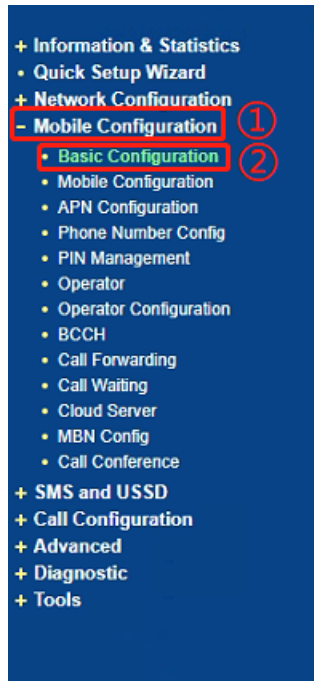 + Information & Statistics
• Quick Setup Wizard
+ Network Configuration
− Mobile Configuration ①
• Basic Configuration ②
• Mobile Configuration
• APN Configuration
• Phone Number Config
• PIN Management
• Operator
• Operator Configuration
• BCCH
• Call Forwarding
• Call Waiting
• Cloud Server
• MBN Config
• Call Conference
+ SMS and USSD
+ Call Configuration
+ Advanced
+ Diagnostic
+ Tools